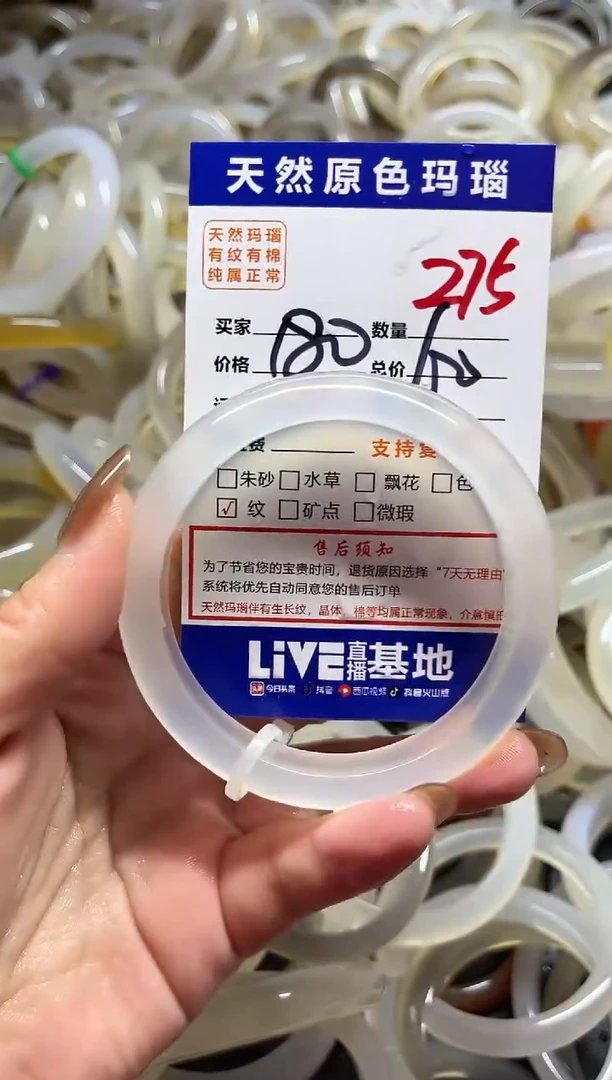 天然原色玛瑙
天然玛瑙
有纹有棉
纯属正常
275
买家 数量
180
价格 总价
支持复
朱砂 水草 飘花 色
√ 纹 矿点 微瑕
售后须知
为了节省您的宝贵时间，退货原因选择“7天无理由”
系统将优先自动同意您的售后订单
天然玛瑙伴有生长纹，晶体、棉等均属正常现象，介意慎拍
LIVE直播基地
头条 今日头条 抖音 西瓜视频 抖音火山版